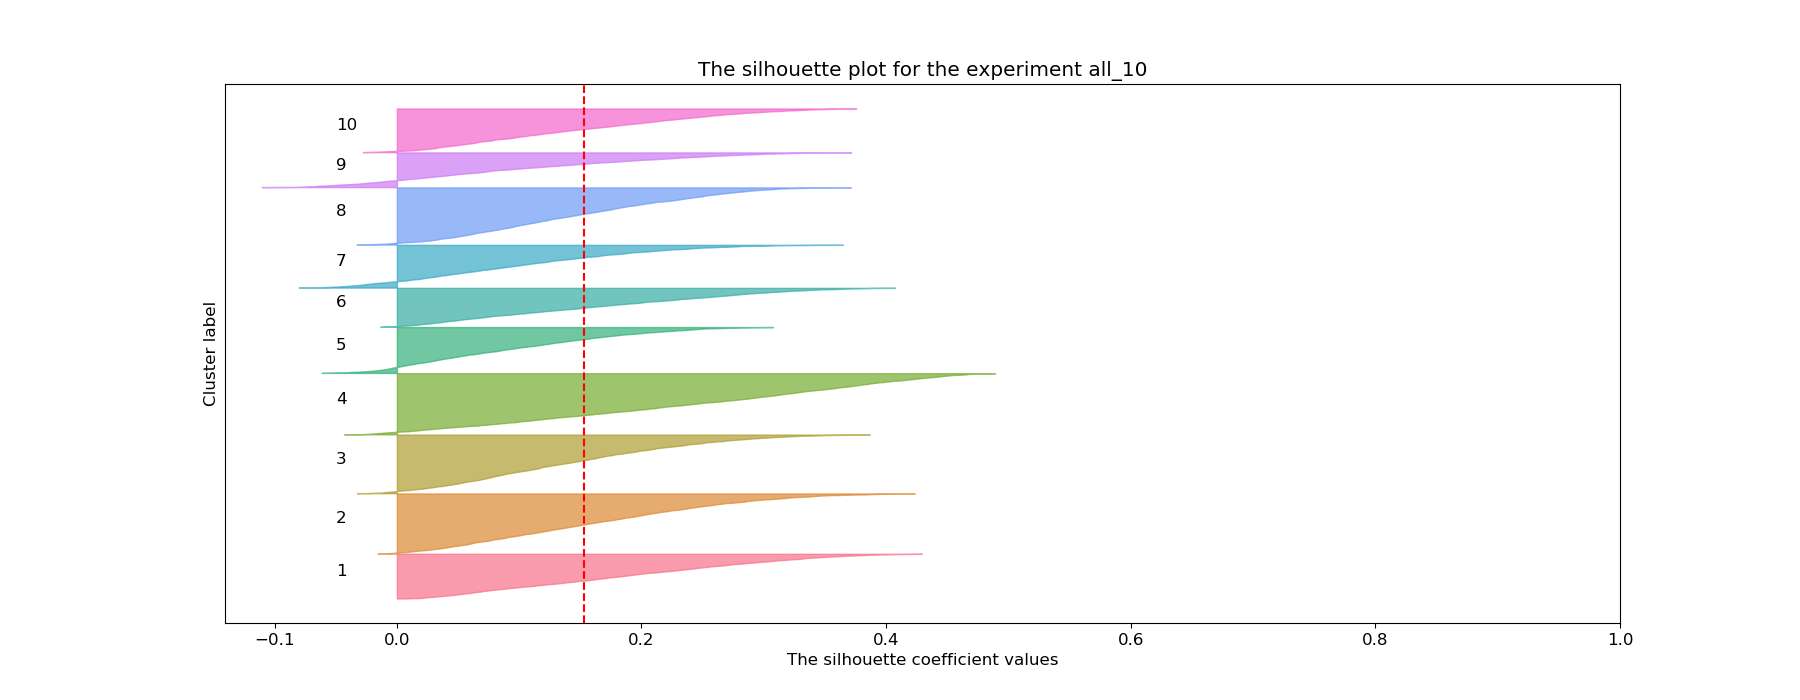 The silhouette plot for the experiment all_10
10
9
8
7
6
5
4
3
2
1
Cluster label
−0.1 0.0 0.2 0.4 0.6 0.8 1.0
The silhouette coefficient values